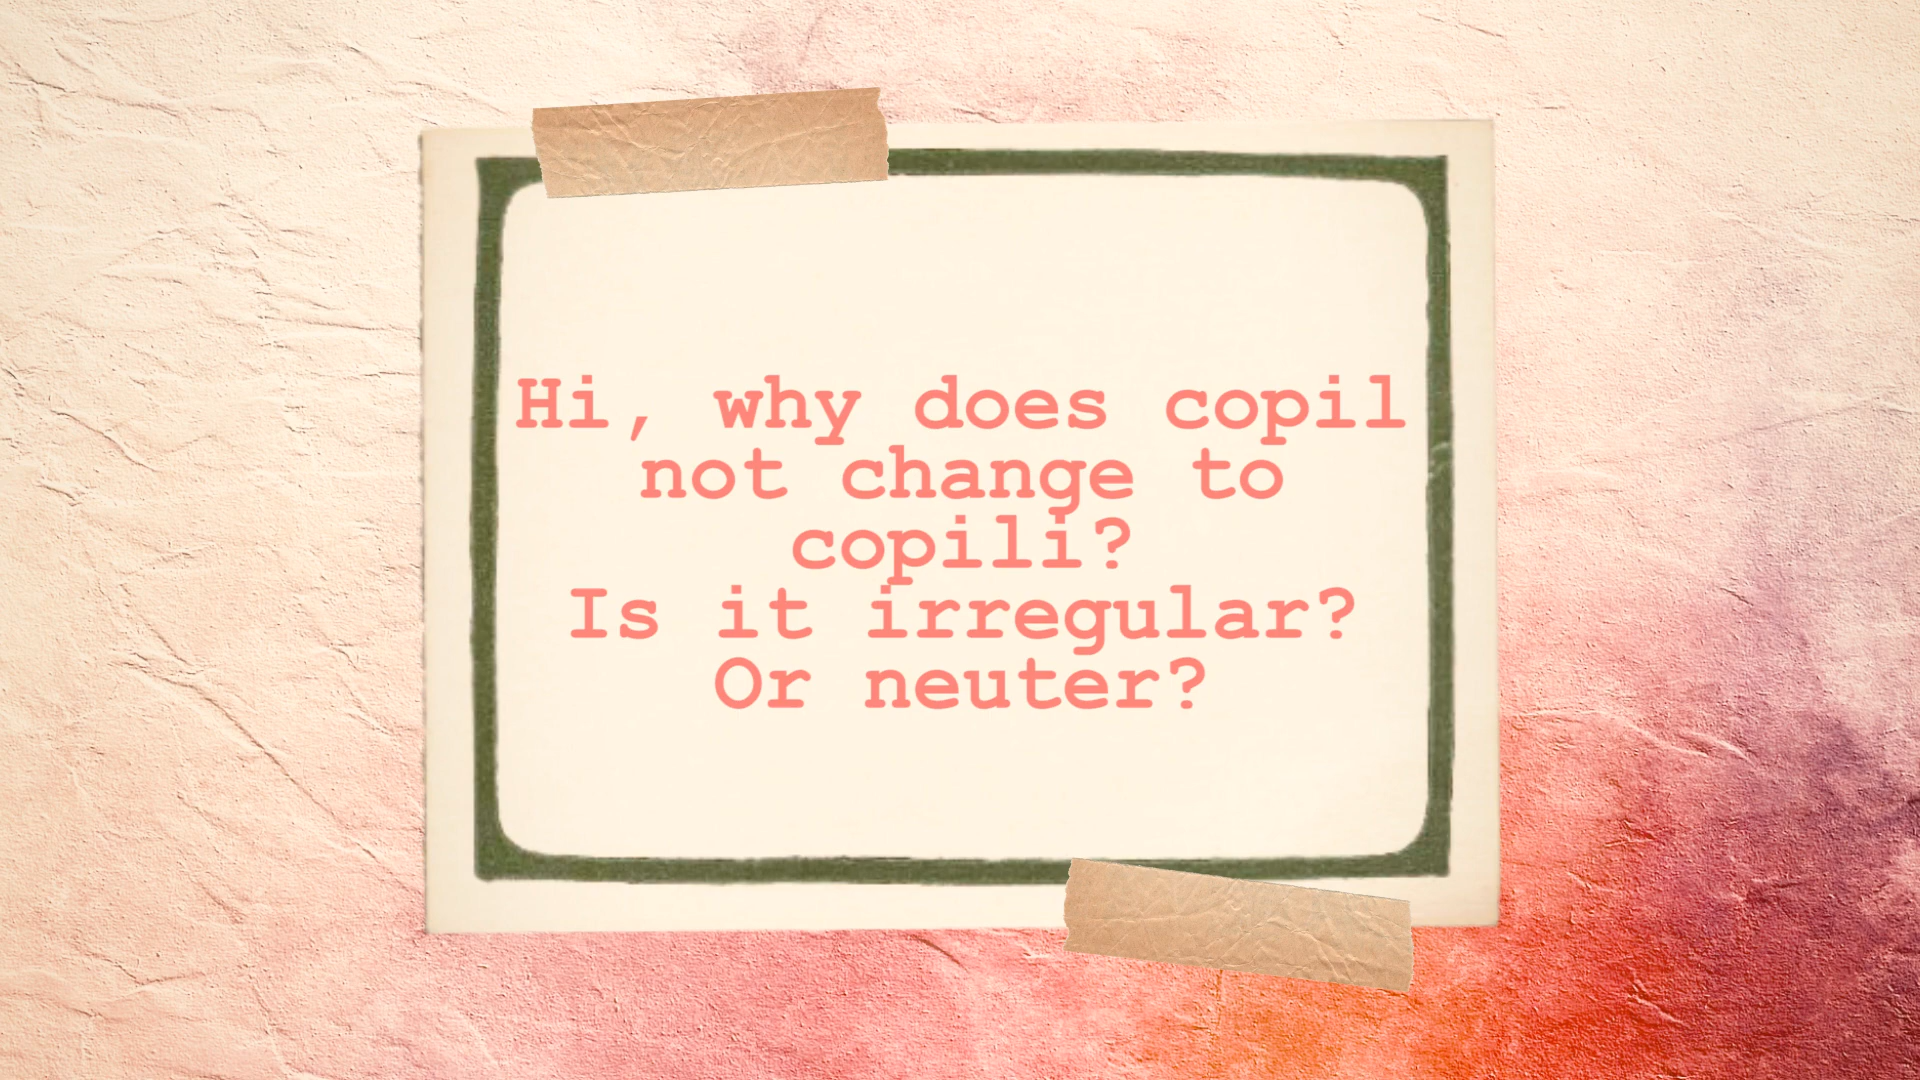 Hi, why does copil
not change to
copili?
Is it irregular?
Or neuter?